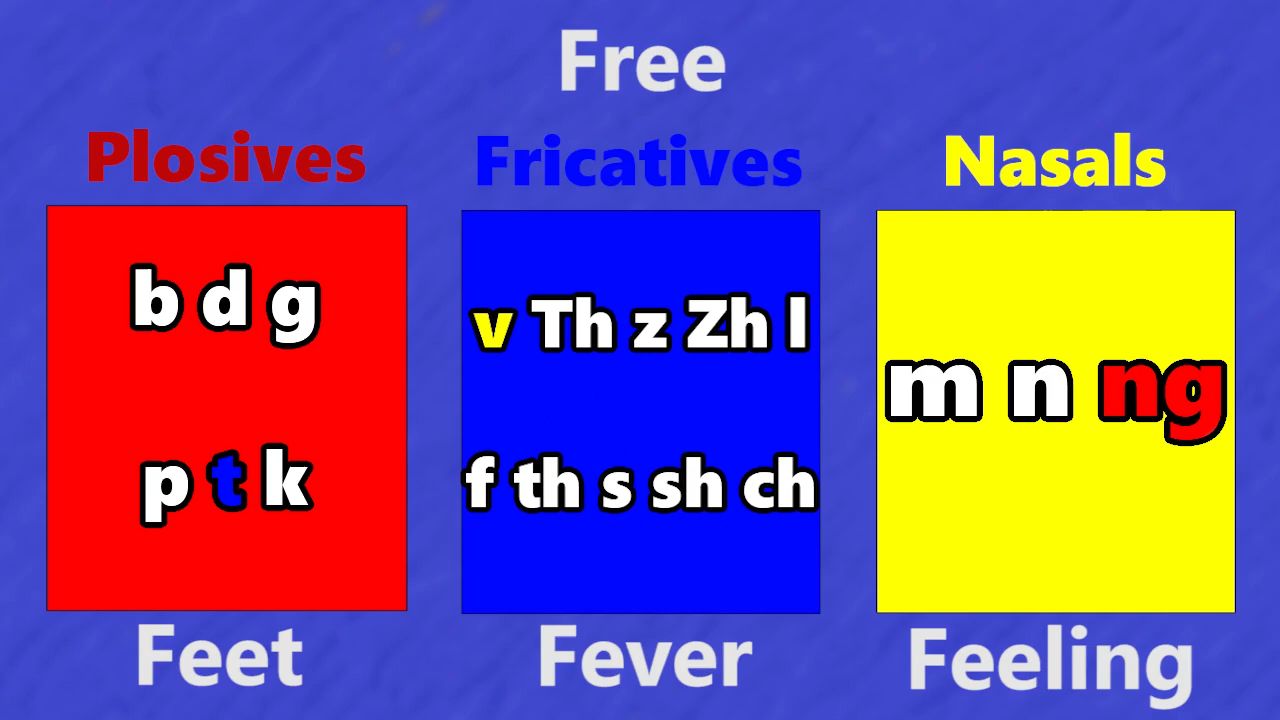 Free
Plosives
Fricatives
Nasals
b d g
p t k
v Th z Zh l
f th s sh ch
m n ng
Feet
Fever
Feeling